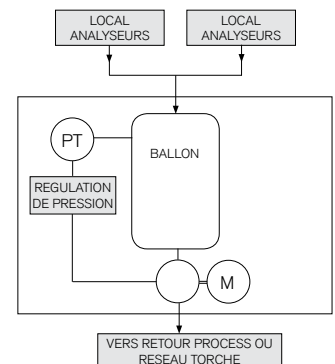 LOCAL
ANALYSEURS
LOCAL
ANALYSEURS
PT
BALLON
REGULATION
DE PRESSION
M
VERS RETOUR PROCESS OU
RESEAU TORCHE